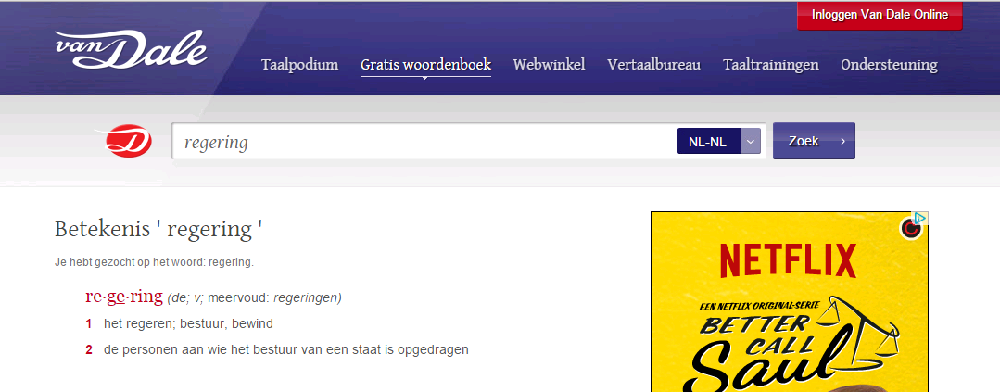 Inloggen Van Dale Online
van Dale
Taalpodium Gratis woordenboek Webwinkel Vertaalbureau Taaltrainingen Ondersteuning
regering NL-NL Zoek
Betekenis ' regering '
Je hebt gezocht op het woord: regering.
re·ge·ring (de; v; meervoud: regeringen)
1 het regeren; bestuur, bewind
2 de personen aan wie het bestuur van een staat is opgedragen
NETFLIX
EEN NETFLIX ORIGINAL-SERIE
BETTER
CALL
Saul